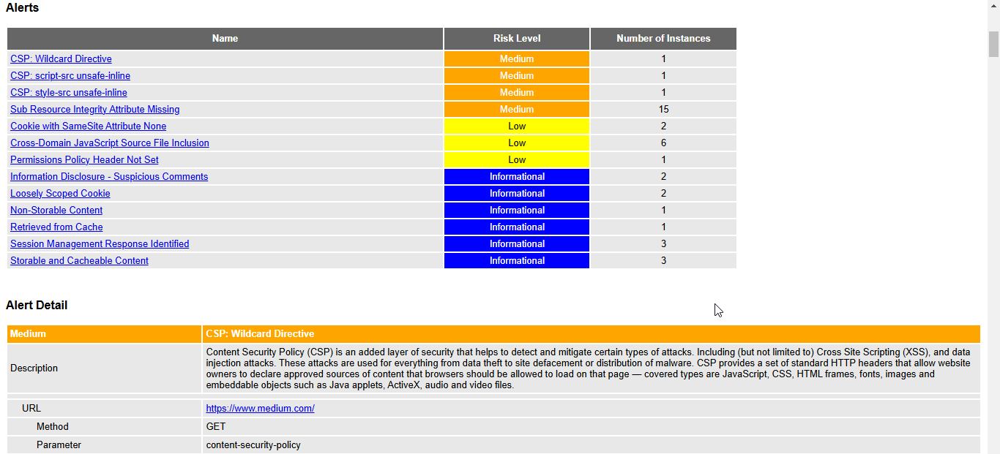 Alerts
Name Risk Level Number of Instances
CSP: Wildcard Directive Medium 1
CSP: script-src unsafe-inline Medium 1
CSP: style-src unsafe-inline Medium 1
Sub Resource Integrity Attribute Missing Medium 15
Cookie with SameSite Attribute None Low 2
Cross-Domain JavaScript Source File Inclusion Low 6
Permissions Policy Header Not Set Low 1
Information Disclosure - Suspicious Comments Informational 2
Loosely Scoped Cookie Informational 2
Non-Storable Content Informational 1
Retrieved from Cache Informational 1
Session Management Response Identified Informational 3
Storable and Cacheable Content Informational 3
Alert Detail
Medium CSP: Wildcard Directive
Description
Content Security Policy (CSP) is an added layer of security that helps to detect and mitigate certain types of attacks. Including (but not limited to) Cross Site Scripting (XSS), and data
injection attacks. These attacks are used for everything from data theft to site defacement or distribution of malware. CSP provides a set of standard HTTP headers that allow website
owners to declare approved sources of content that browsers should be allowed to load on that page — covered types are JavaScript, CSS, HTML frames, fonts, images and
embeddable objects such as Java applets, ActiveX, audio and video files.
URL https://www.medium.com/
Method GET
Parameter content-security-policy